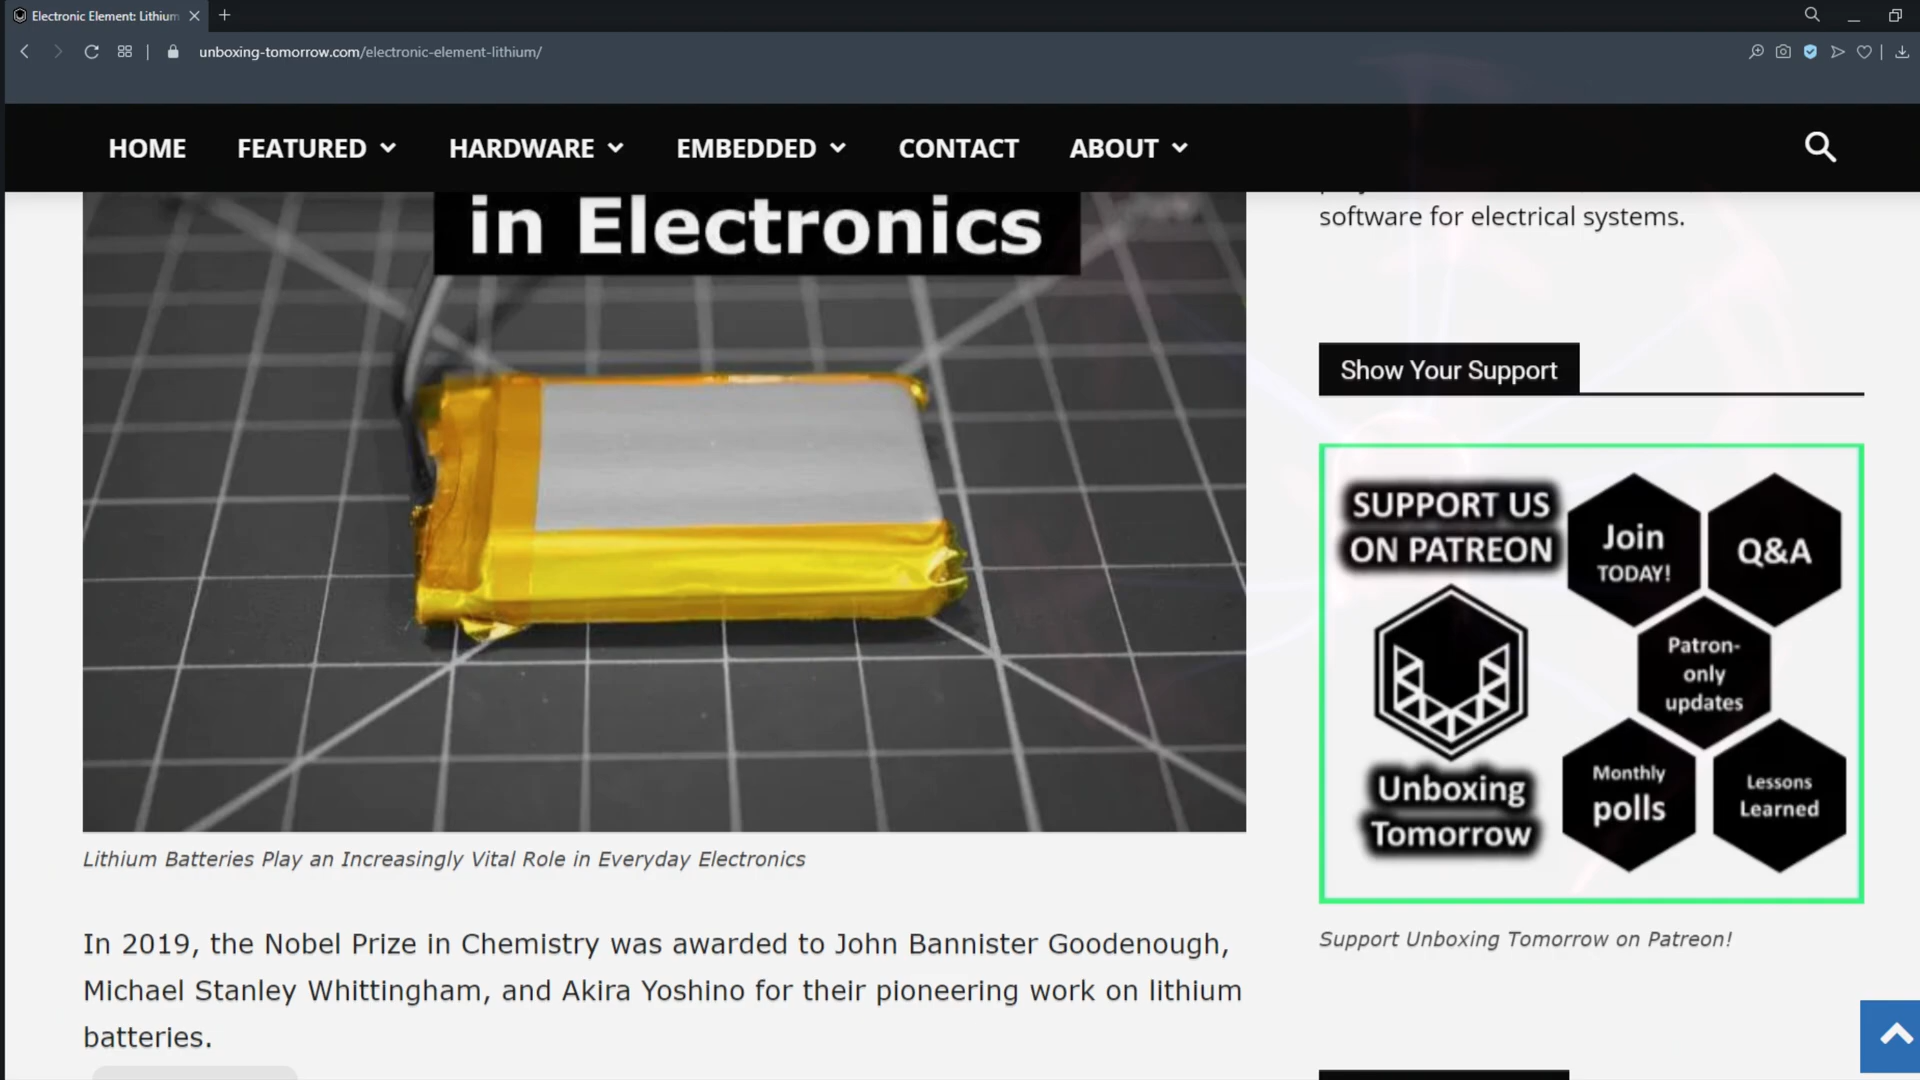 Electronic Element: Lithium
unboxing-tomorrow.com/electronic-element-lithium/
HOME FEATURED HARDWARE EMBEDDED CONTACT ABOUT
in Electronics
Lithium Batteries Play an Increasingly Vital Role in Everyday Electronics
In 2019, the Nobel Prize in Chemistry was awarded to John Bannister Goodenough,
Michael Stanley Whittingham, and Akira Yoshino for their pioneering work on lithium
batteries.
software for electrical systems.
Show Your Support
SUPPORT US
ON PATREON
Join
TODAY!
Q&A
Patron-
only
updates
Monthly
polls
Lessons
Learned
Unboxing
Tomorrow
Support Unboxing Tomorrow on Patreon!